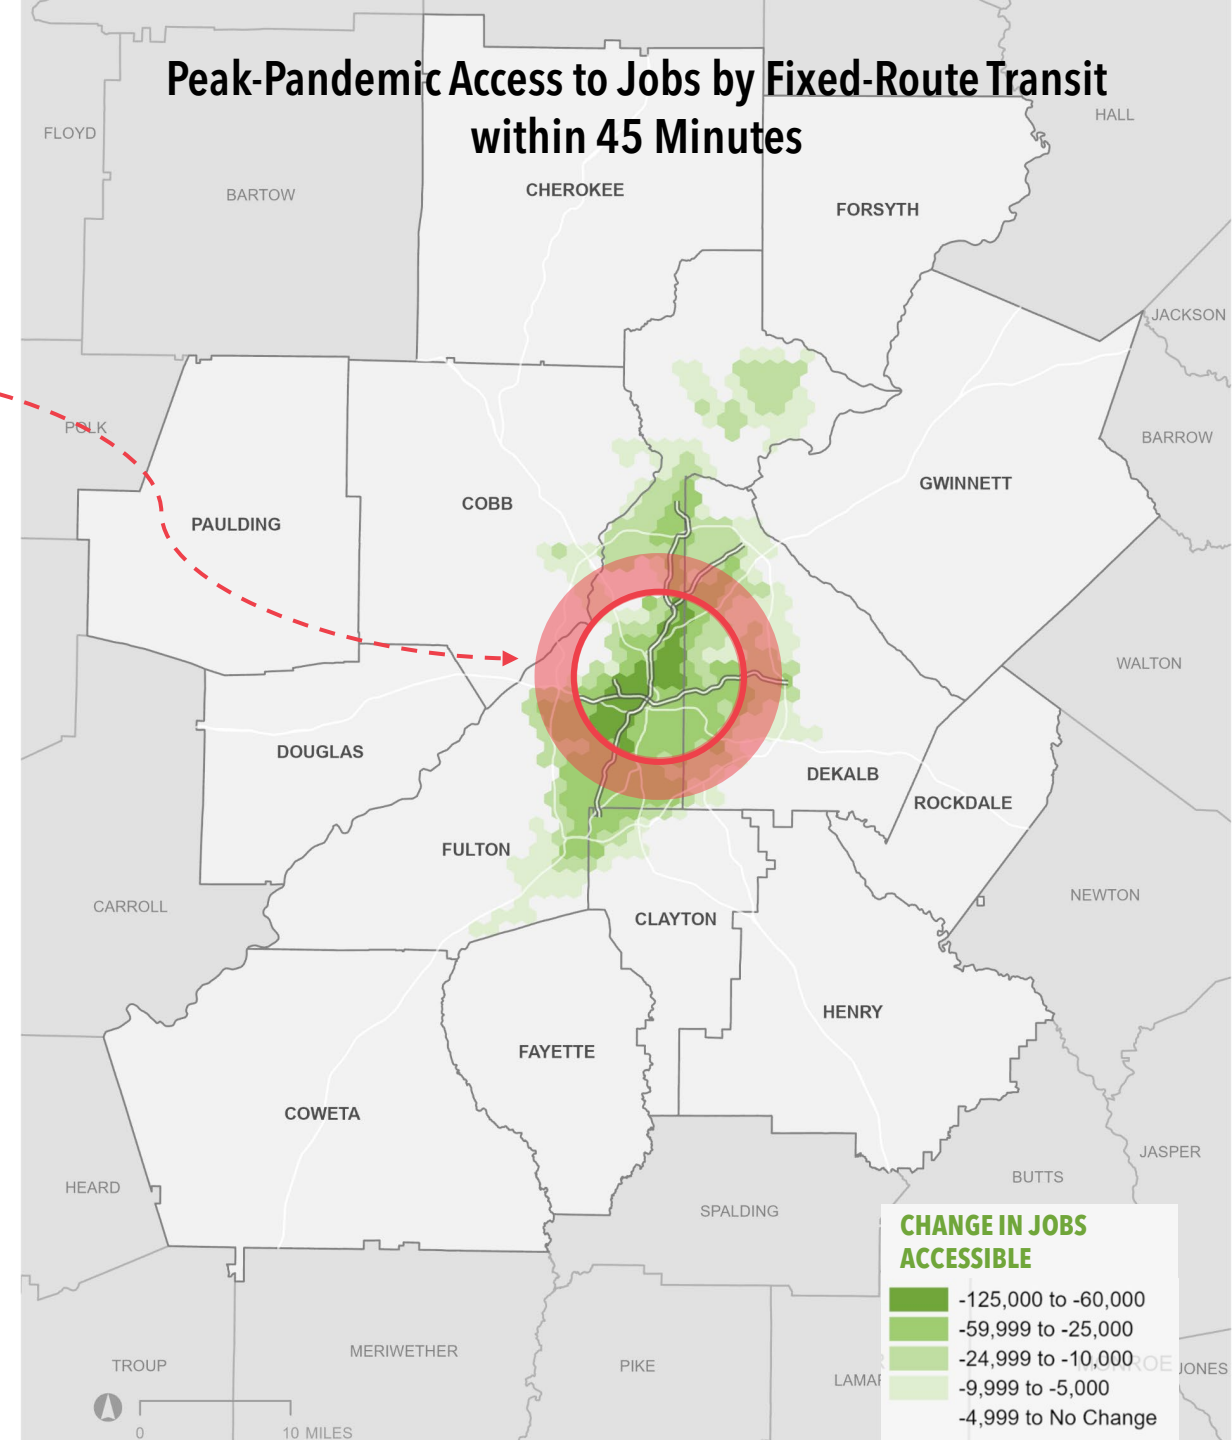 Peak-Pandemic Access to Jobs by Fixed-Route Transit
within 45 Minutes
HALL
FLOYD
BARTOW
CHEROKEE
FORSYTH
JACKSON
POLK
BARROW
GWINNETT
COBB
PAULDING
WALTON
DOUGLAS
DEKALB
ROCKDALE
FULTON
NEWTON
CARROLL
CLAYTON
HENRY
FAYETTE
COWETA
JASPER
BUTTS
HEARD
SPALDING
CHANGE IN JOBS
ACCESSIBLE
-125,000 to -60,000
-59,999 to -25,000
-24,999 to -10,000
-9,999 to -5,000
-4,999 to No Change
MERIWETHER
TROUP
PIKE
MONROE
JONES
LAMAR
0 10 MILES